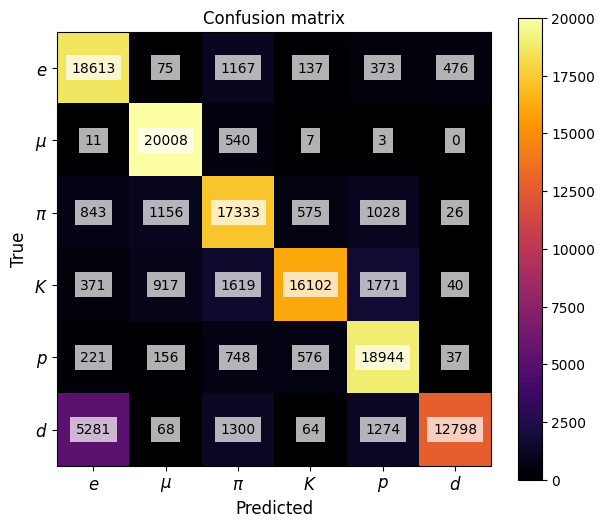 Confusion matrix
True
e 18613 75 1167 137 373 476
μ 11 20008 540 7 3 0
π 843 1156 17333 575 1028 26
K 371 917 1619 16102 1771 40
p 221 156 748 576 18944 37
d 5281 68 1300 64 1274 12798
e μ π K p d
Predicted
20000
17500
15000
12500
10000
7500
5000
2500
0